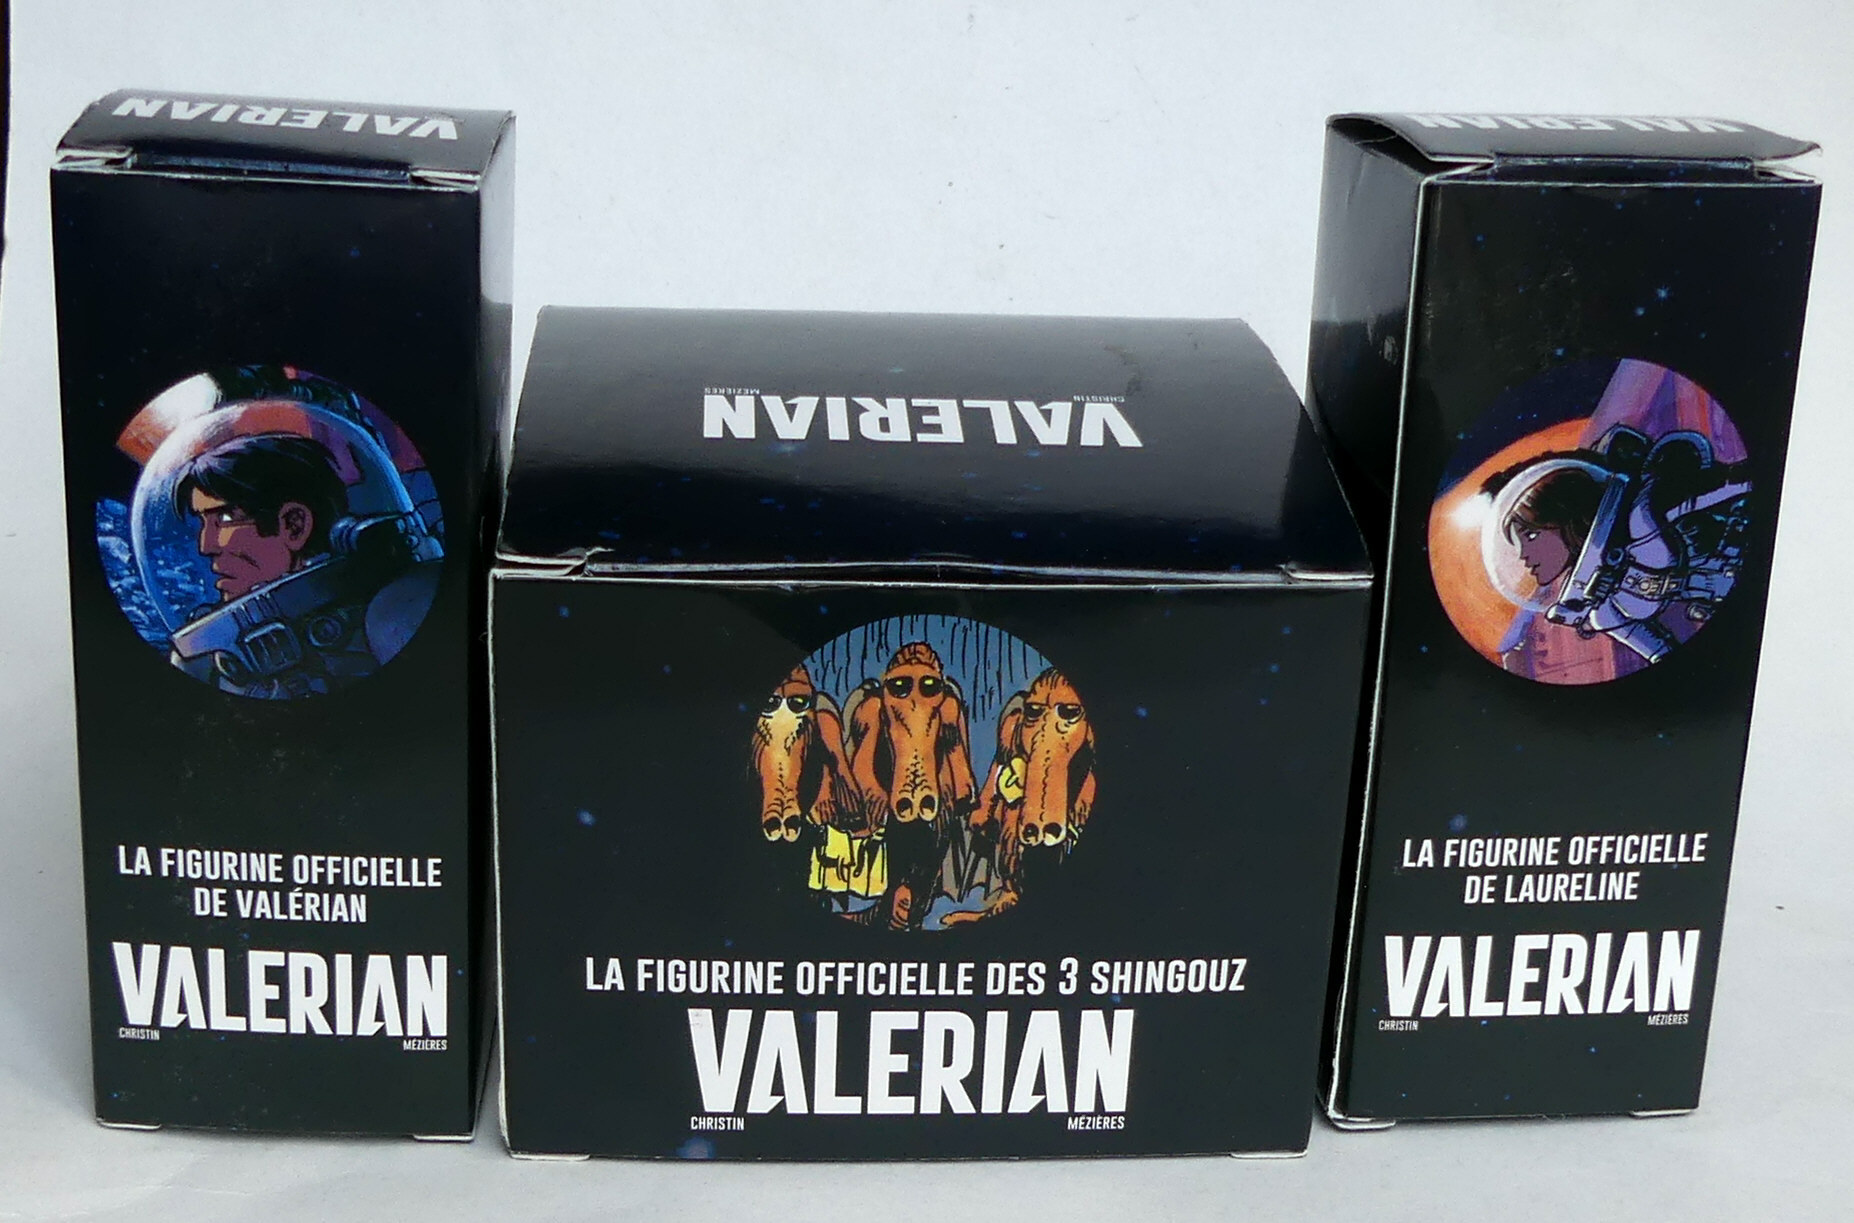 VALERIAN
LA FIGURINE OFFICIELLE
DE VALÉRIAN
VALERIAN
CHRISTIN
MÉZIÈRES
VALERIAN
CHRISTIN
MÉZIÈRES
LA FIGURINE OFFICIELLE DES 3 SHINGOUZ
VALERIAN
CHRISTIN
MÉZIÈRES
VALERIAN
LA FIGURINE OFFICIELLE
DE LAURELINE
VALERIAN
CHRISTIN
MÉZIÈRES